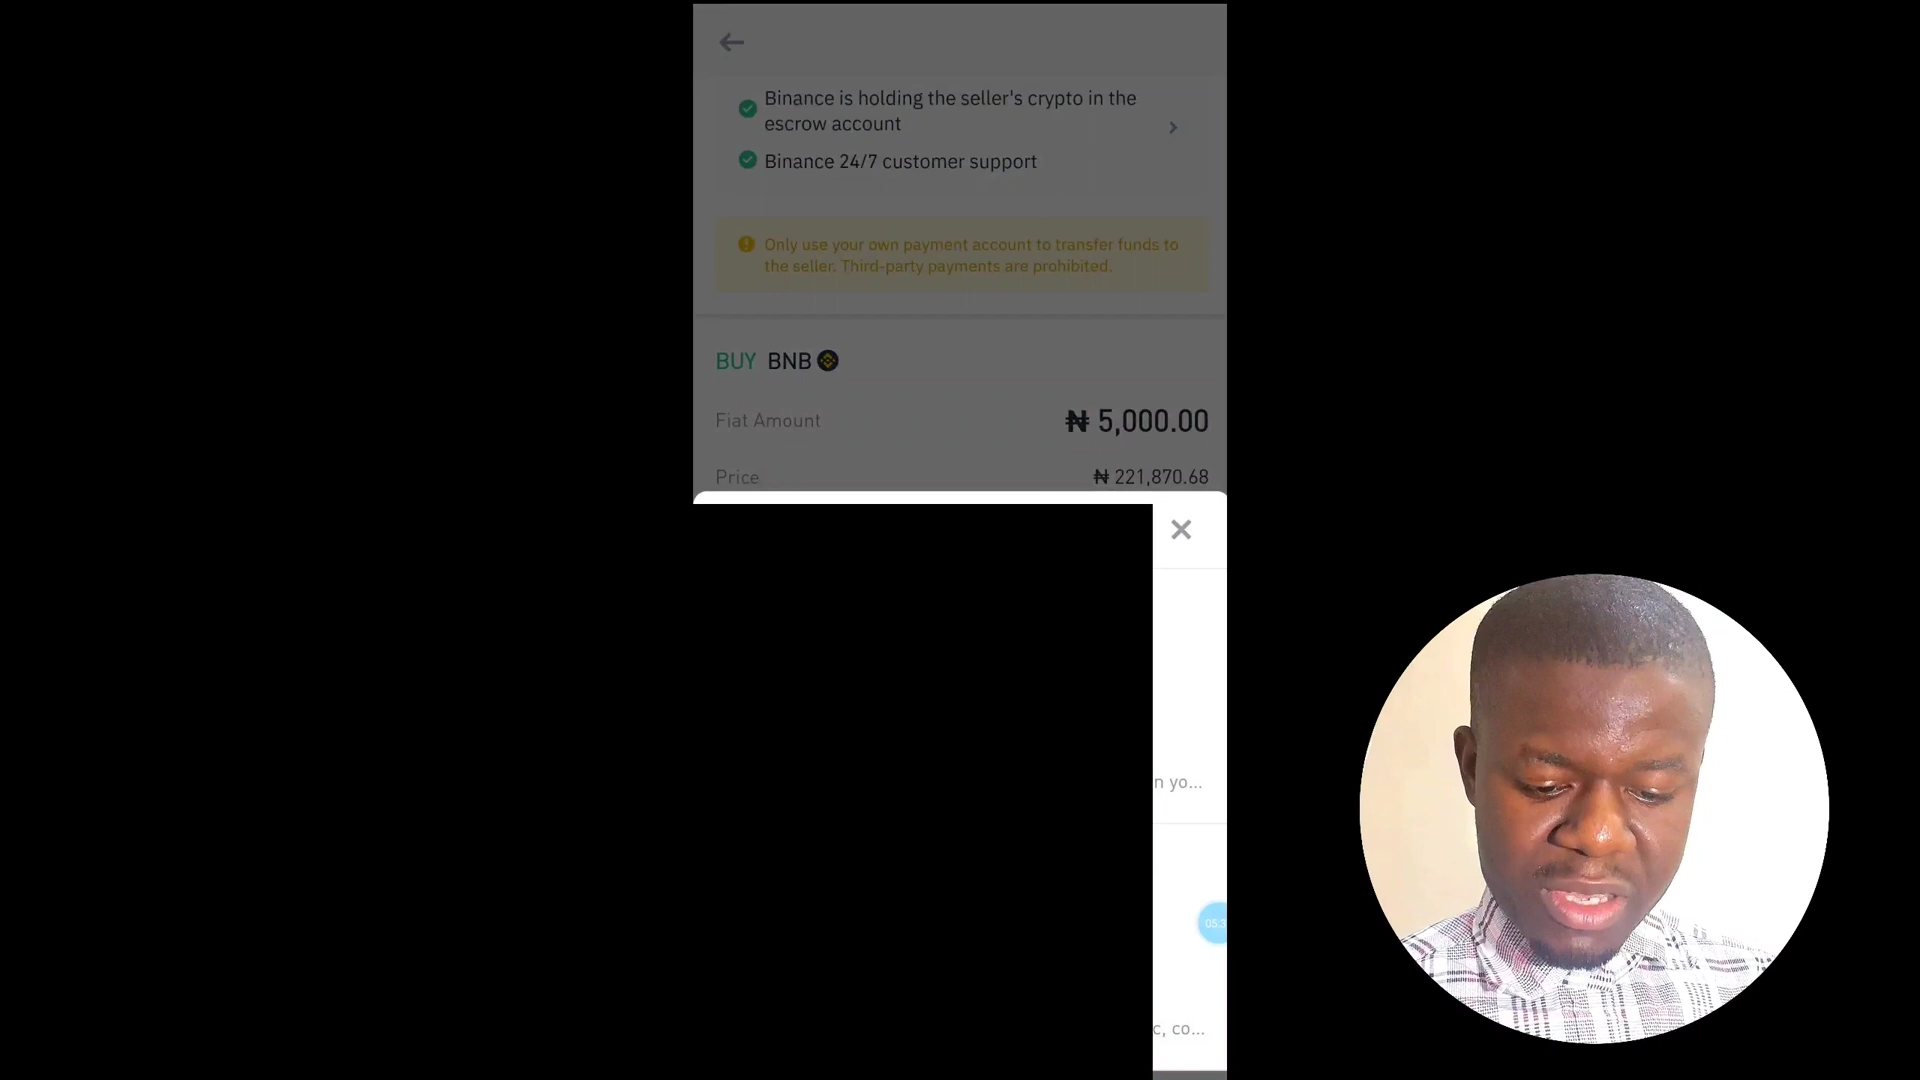 Binance is holding the seller's crypto in the
escrow account
Binance 24/7 customer support
Only use your own payment account to transfer funds to
the seller. Third-party payments are prohibited.
BUY BNB
Fiat Amount
₦ 5,000.00
Price
₦ 221,870.68
n yo...
05:3
c, co...